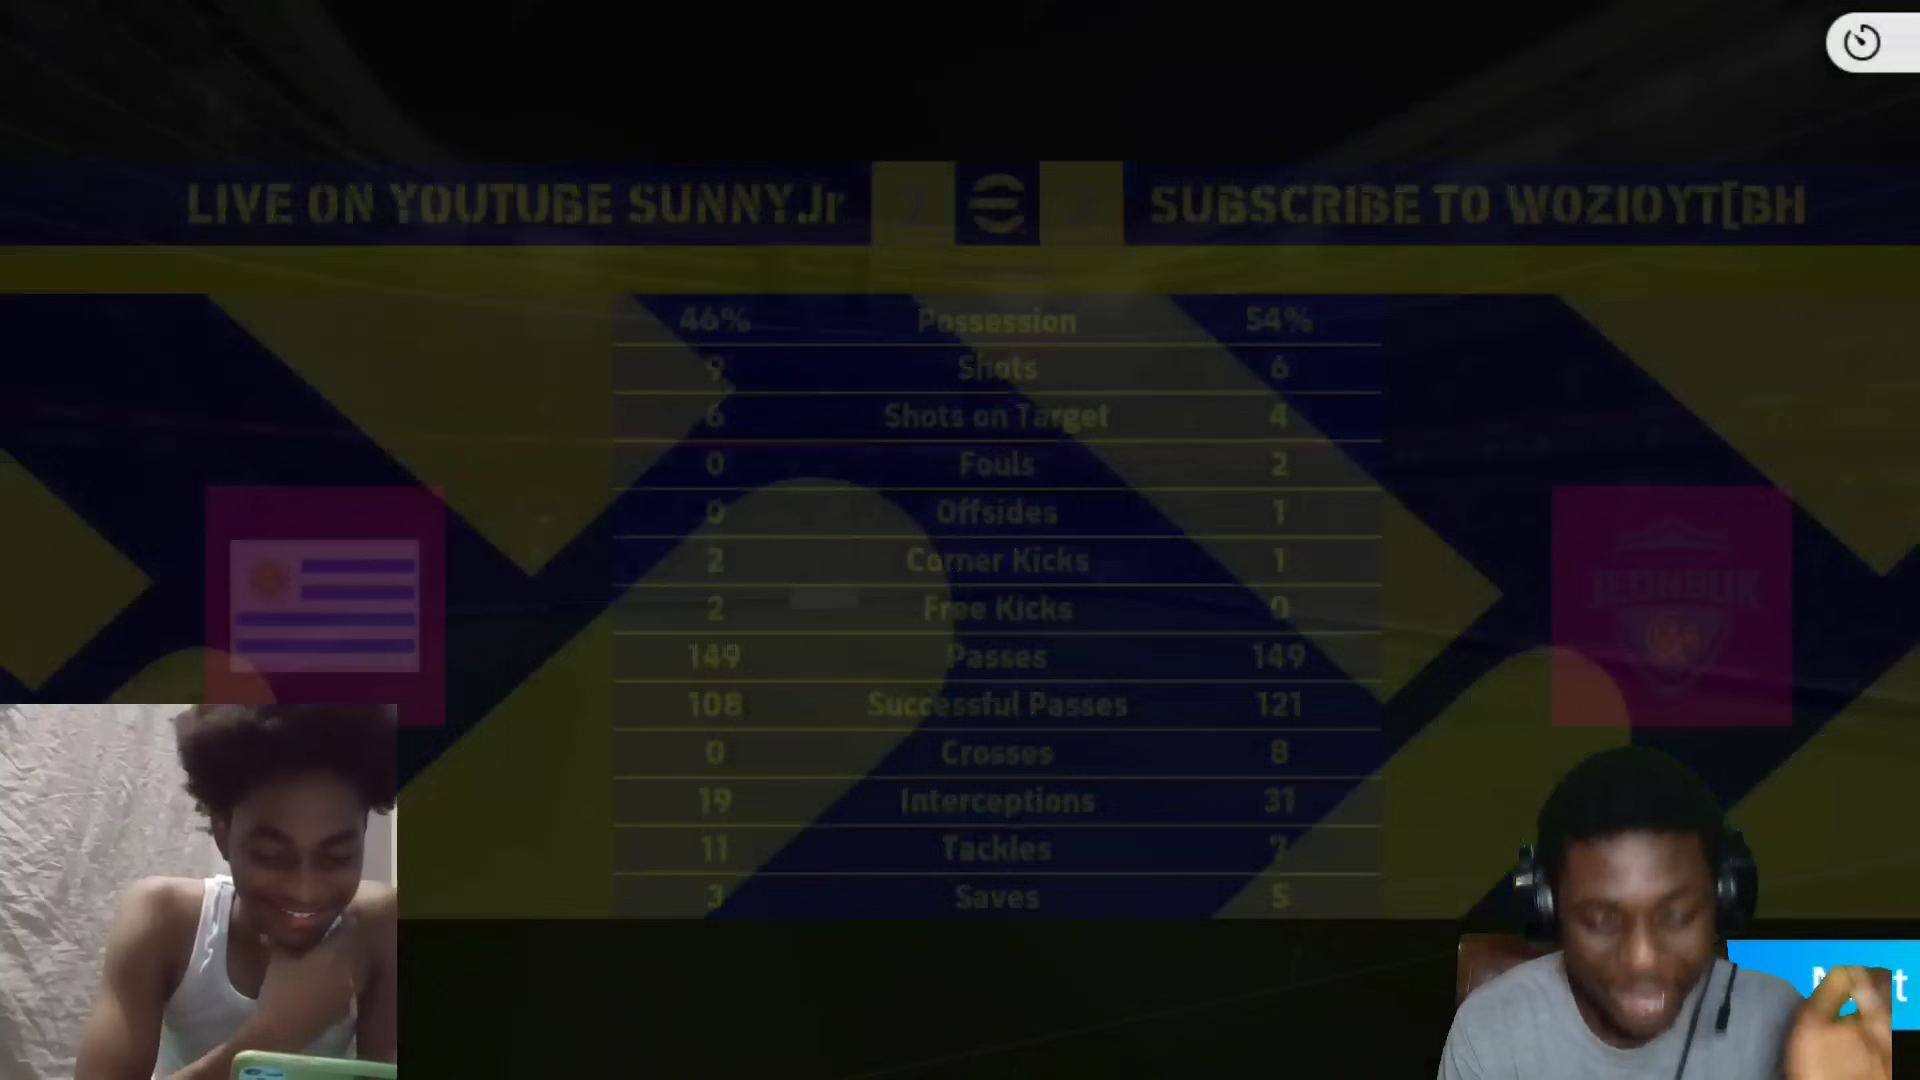 LIVE ON YOUTUBE SUNNY.Jr SUBSCRIBE TO WOZIOYT[BH
46% Possession 54%
9 Shots 6
6 Shots on Target 4
0 Fouls 2
0 Offsides 1
2 Corner Kicks 1
2 Free Kicks 0
149 Passes 149
108 Successful Passes 121
0 Crosses 8
19 Interceptions 31
11 Tackles 7
3 Saves 5
JEONBUK